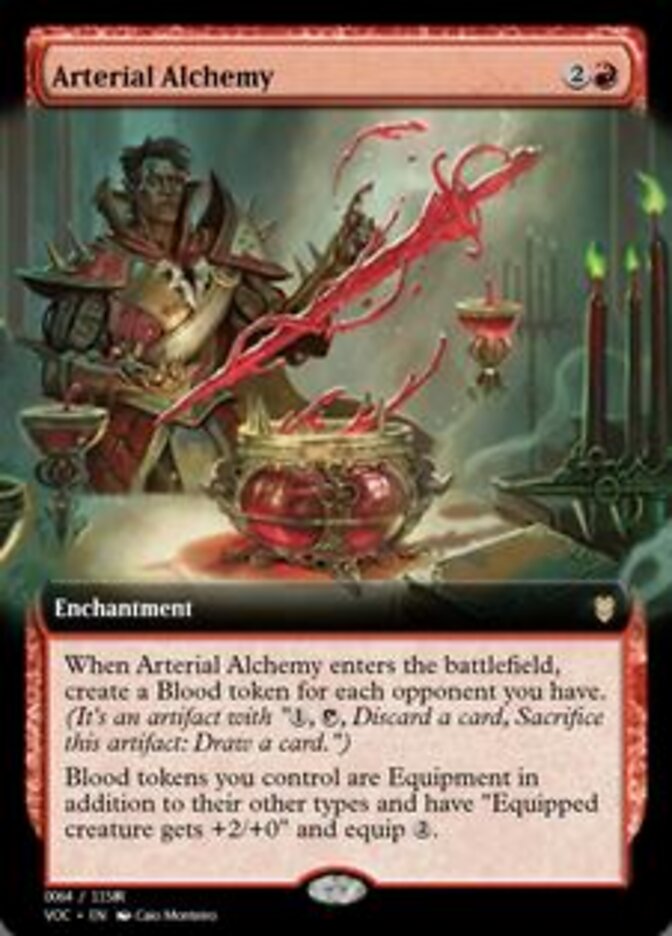 Arterial Alchemy 2
Enchantment
When Arterial Alchemy enters the battlefield,
create a Blood token for each opponent you have.
(It's an artifact with "1, , Discard a card, Sacrifice
this artifact: Draw a card.")
Blood tokens you control are Equipment in
addition to their other types and have "Equipped
creature gets +2/+0" and equip 2.
0064 / 115R
VOC • EN Caio Monteiro